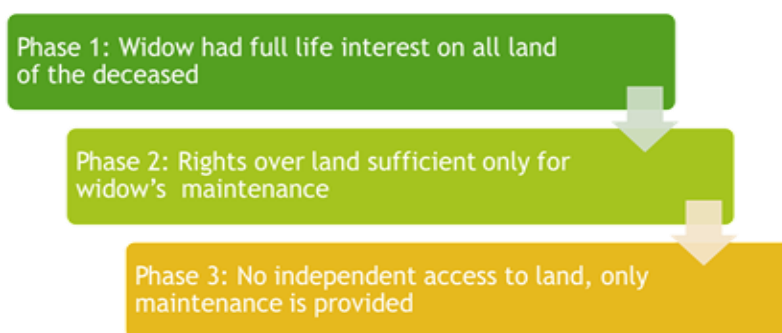 Phase 1: Widow had full life interest on all land
of the deceased
Phase 2: Rights over land sufficient only for
widow's maintenance
Phase 3: No independent access to land, only
maintenance is provided